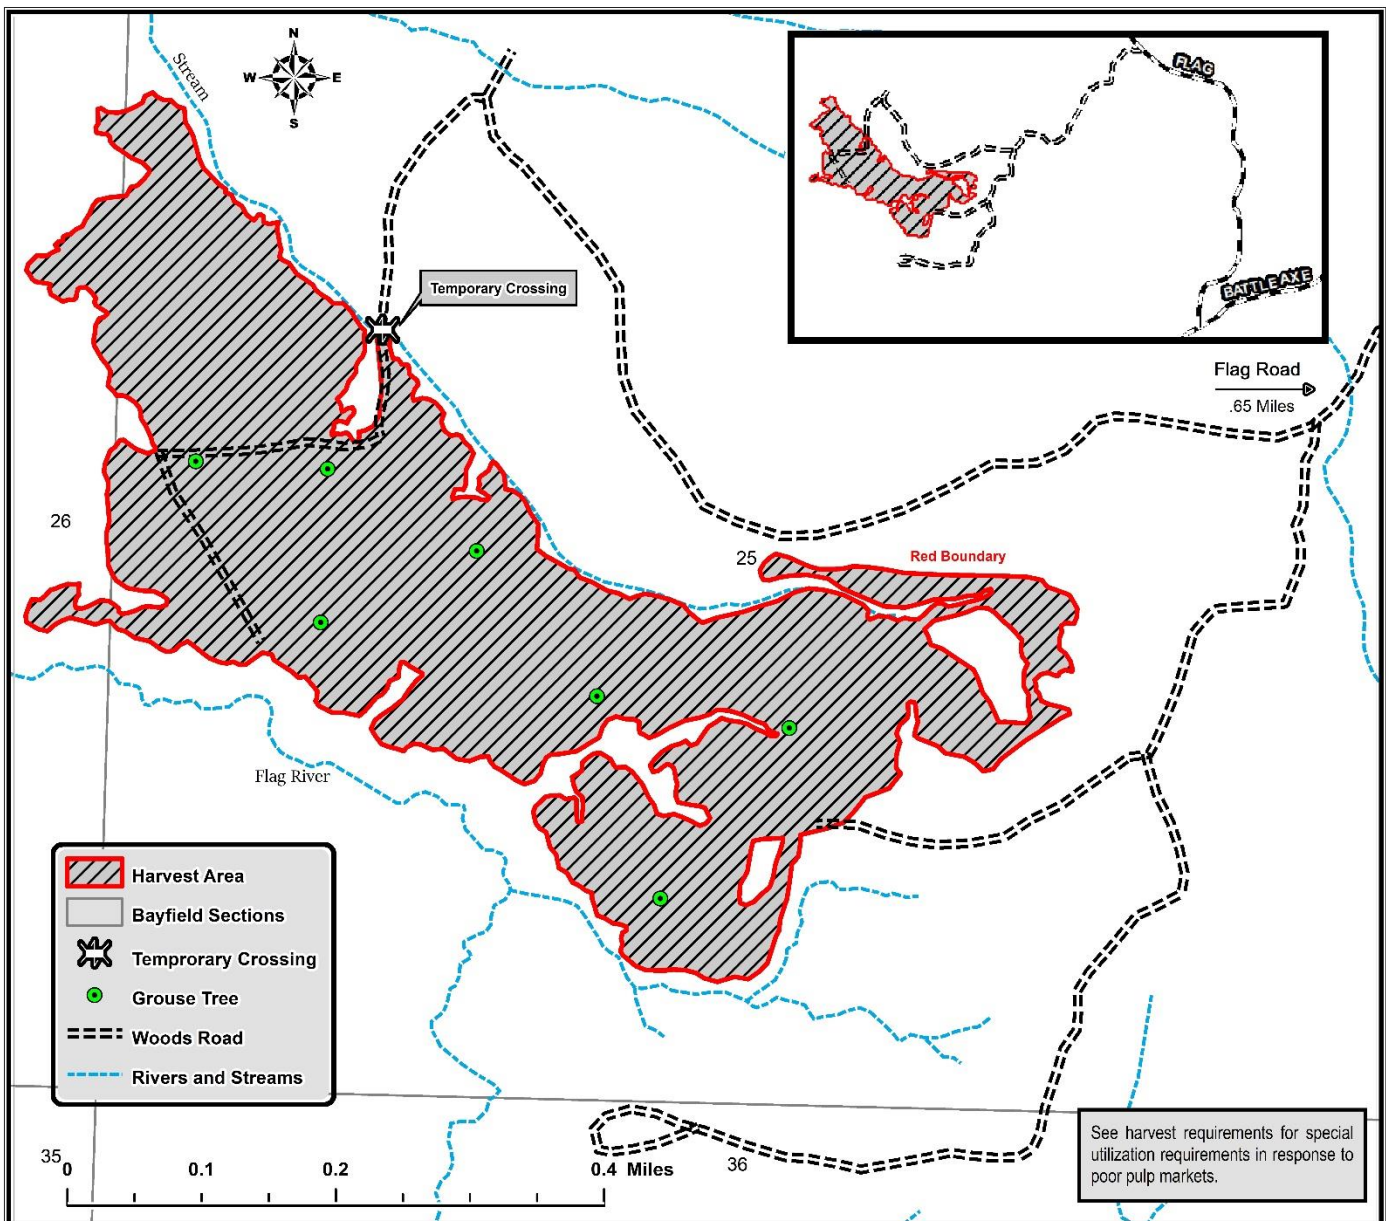 N
W E
S
Stream
FLAG
BATTLE AXE
Temporary Crossing
Flag Road
.65 Miles
26
25
Red Boundary
Flag River
Harvest Area
Bayfield Sections
Temprorary Crossing
Grouse Tree
Woods Road
Rivers and Streams
35
0 0.1 0.2 0.4 Miles
36
See harvest requirements for special
utilization requirements in response to
poor pulp markets.